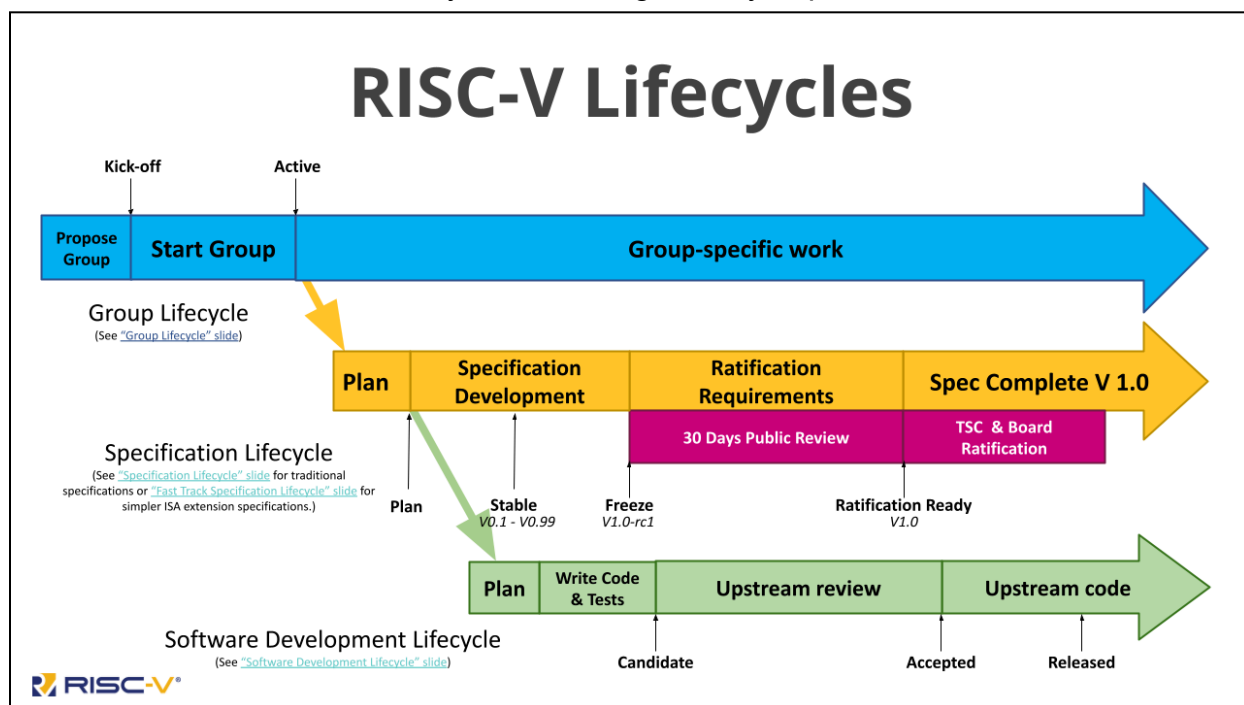 RISC-V Lifecycles
Kick-off
Active
Propose
Group
Start Group
Group-specific work
Group Lifecycle
(See "Group Lifecycle" slide)
Plan
Specification
Development
Ratification
Requirements
Spec Complete V 1.0
30 Days Public Review
TSC & Board
Ratification
Specification Lifecycle
(See "Specification Lifecycle" slide for traditional
specifications or "Fast Track Specification Lifecycle" slide for
simpler ISA extension specifications.)
Plan
Stable
V0.1 - V0.99
Freeze
V1.0-rc1
Ratification Ready
V1.0
Plan
Write Code
& Tests
Upstream review
Upstream code
Software Development Lifecycle
(See "Software Development Lifecycle" slide)
Candidate
Accepted
Released
RISC-V®